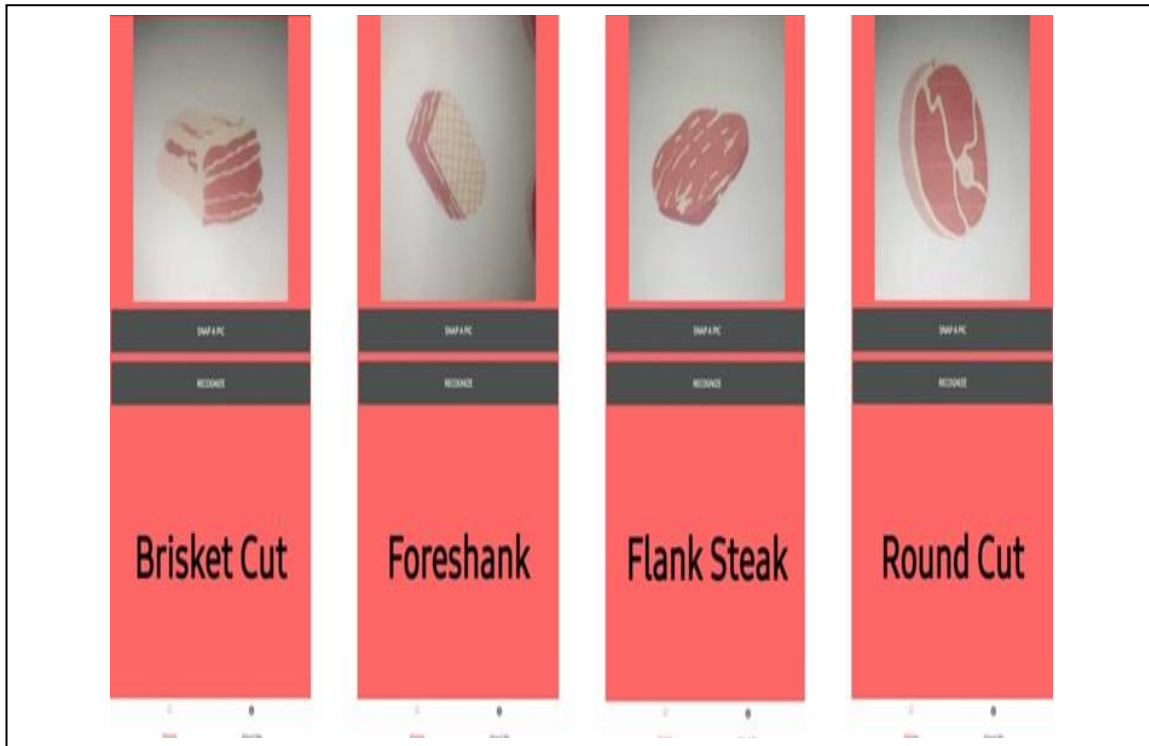 SNAP A PIC
RECOGNIZE
Brisket Cut
SNAP A PIC
RECOGNIZE
Foreshank
SNAP A PIC
RECOGNIZE
Flank Steak
SNAP A PIC
RECOGNIZE
Round Cut